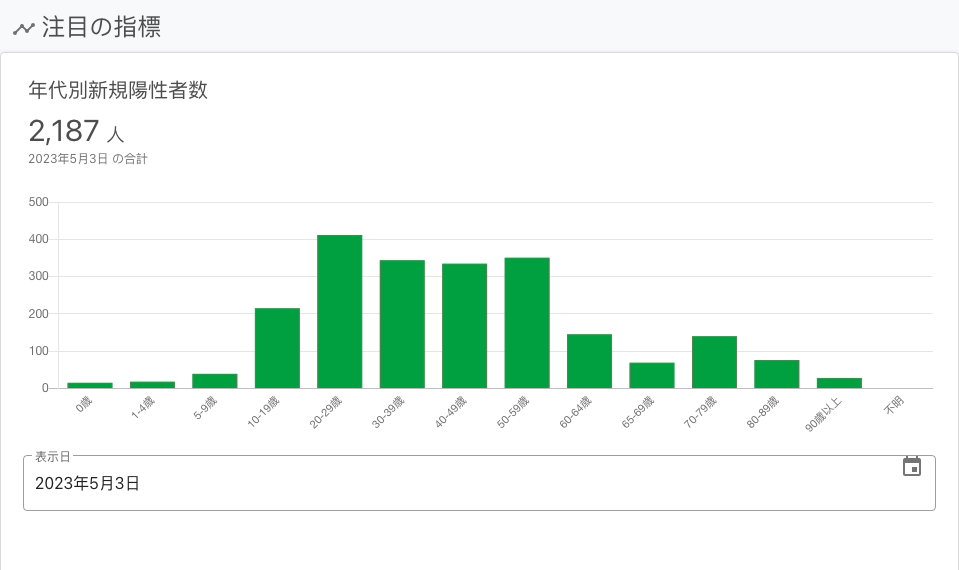 注目の指標
年代別新規陽性者数
2,187 人
2023年5月3日 の合計
500
400
300
200
100
0
0歳
1-4歳
5-9歳
10-19歳
20-29歳
30-39歳
40-49歳
50-59歳
60-64歳
65-69歳
70-79歳
80-89歳
90歳以上
不明
表示日
2023年5月3日